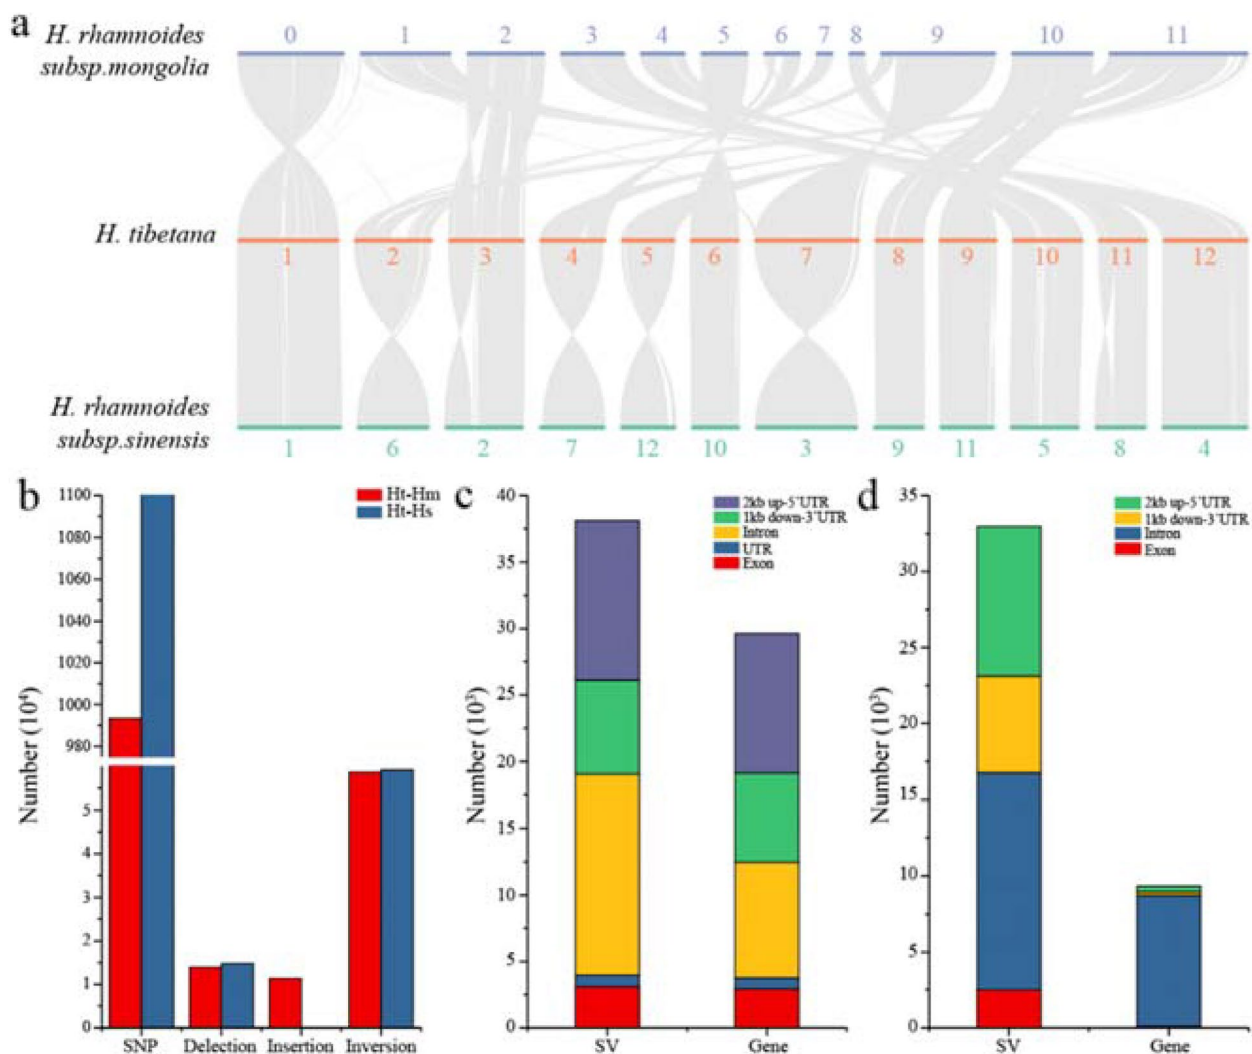 a
H. rhamnoides
subsp.mongolia
0 1 2 3 4 5 6 7 8 9 10 11
H. tibetana
1 2 3 4 5 6 7 8 9 10 11 12
H. rhamnoides
subsp.sinensis
1 6 2 7 12 10 3 9 11 5 8 4
b
Number (10⁴)
1100
1080
1060
1040
1020
1000
980
5
4
3
2
1
0
Ht-Hm
Ht-Hs
SNP Delection Insertion Inversion
c
Number (10³)
40
35
30
25
20
15
10
5
0
2kb up-5'UTR
1kb down-3'UTR
Intron
UTR
Exon
SV Gene
d
Number (10³)
35
30
25
20
15
10
5
0
2kb up-5'UTR
1kb down-3'UTR
Intron
Exon
SV Gene